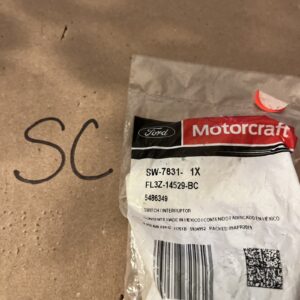 SC
Ford Motorcraft
SW-7831- 1X
FL3Z-14529-BC
5486349
SWITCH / INTERRUPTOR